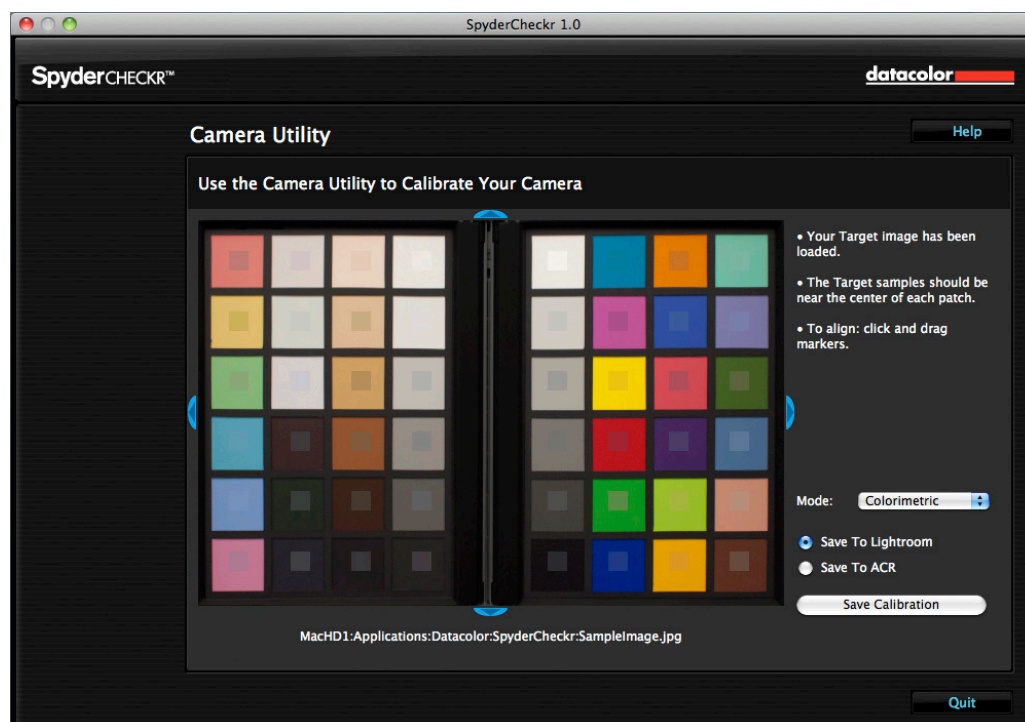 SpyderCheckr 1.0
SpyderCHECKR™
datacolor
Camera Utility
Help
Use the Camera Utility to Calibrate Your Camera
• Your Target image has been
loaded.
• The Target samples should be
near the center of each patch.
• To align: click and drag
markers.
Mode: Colorimetric
Save To Lightroom
Save To ACR
Save Calibration
MacHD1:Applications:Datacolor:SpyderCheckr:SampleImage.jpg
Quit